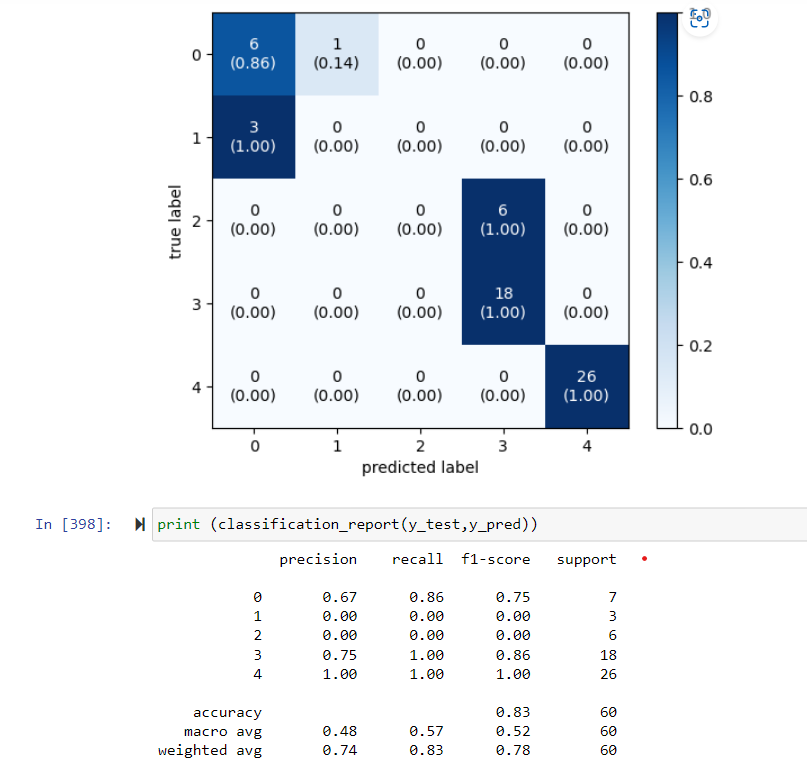 0 6 1 0 0 0
(0.86) (0.14) (0.00) (0.00) (0.00)
0.8
1 3 0 0 0 0
(1.00) (0.00) (0.00) (0.00) (0.00)
0.6
true label
2 0 0 0 6 0
(0.00) (0.00) (0.00) (1.00) (0.00)
0.4
3 0 0 0 18 0
(0.00) (0.00) (0.00) (1.00) (0.00)
0.2
4 0 0 0 0 26
(0.00) (0.00) (0.00) (0.00) (1.00)
0.0
0 1 2 3 4
predicted label
In [398]: print (classification_report(y_test,y_pred))
precision recall f1-score support
0 0.67 0.86 0.75 7
1 0.00 0.00 0.00 3
2 0.00 0.00 0.00 6
3 0.75 1.00 0.86 18
4 1.00 1.00 1.00 26
accuracy 0.83 60
macro avg 0.48 0.57 0.52 60
weighted avg 0.74 0.83 0.78 60